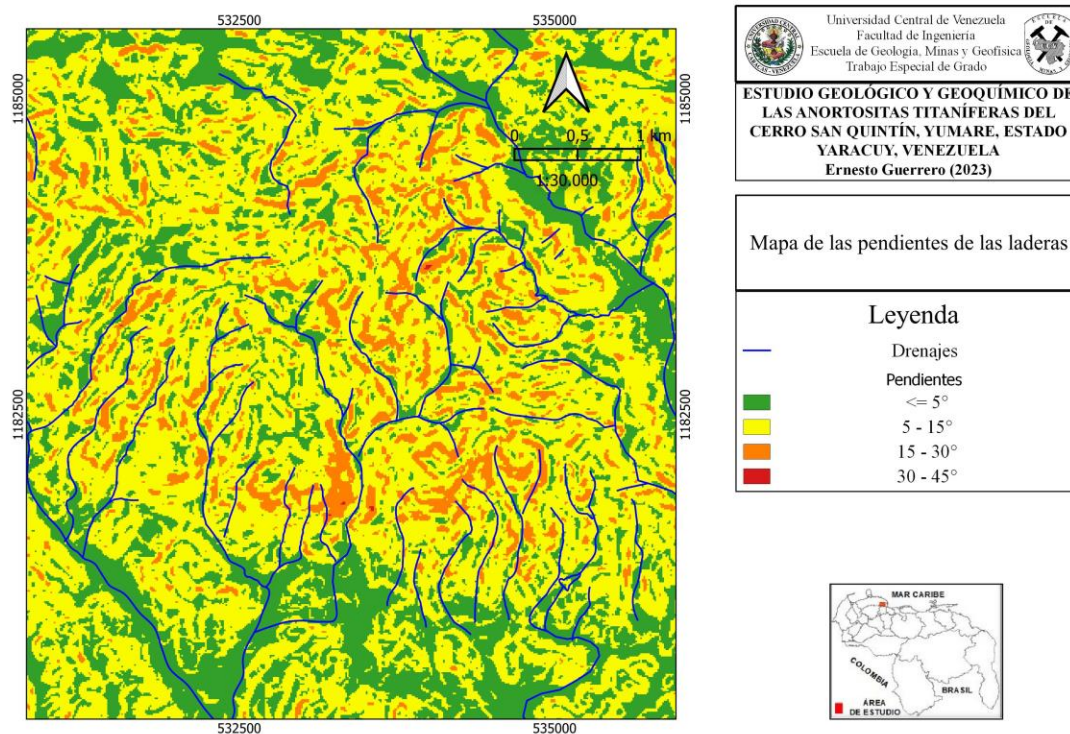 532500
535000
1185000
1185000
0
0,5
1 km
1:30.000
1182500
1182500
532500
535000
Universidad Central de Venezuela
Facultad de Ingeniería
Escuela de Geología, Minas y Geofísica
Trabajo Especial de Grado
ESTUDIO GEOLÓGICO Y GEOQUÍMICO DE
LAS ANORTOSITAS TITANÍFERAS DEL
CERRO SAN QUINTÍN, YUMARE, ESTADO
YARACUY, VENEZUELA
Ernesto Guerrero (2023)
Mapa de las pendientes de las laderas
Leyenda
Drenajes
Pendientes
<= 5°
5 - 15°
15 - 30°
30 - 45°
MAR CARIBE
COLOMBIA
BRASIL
ÁREA
DE ESTUDIO